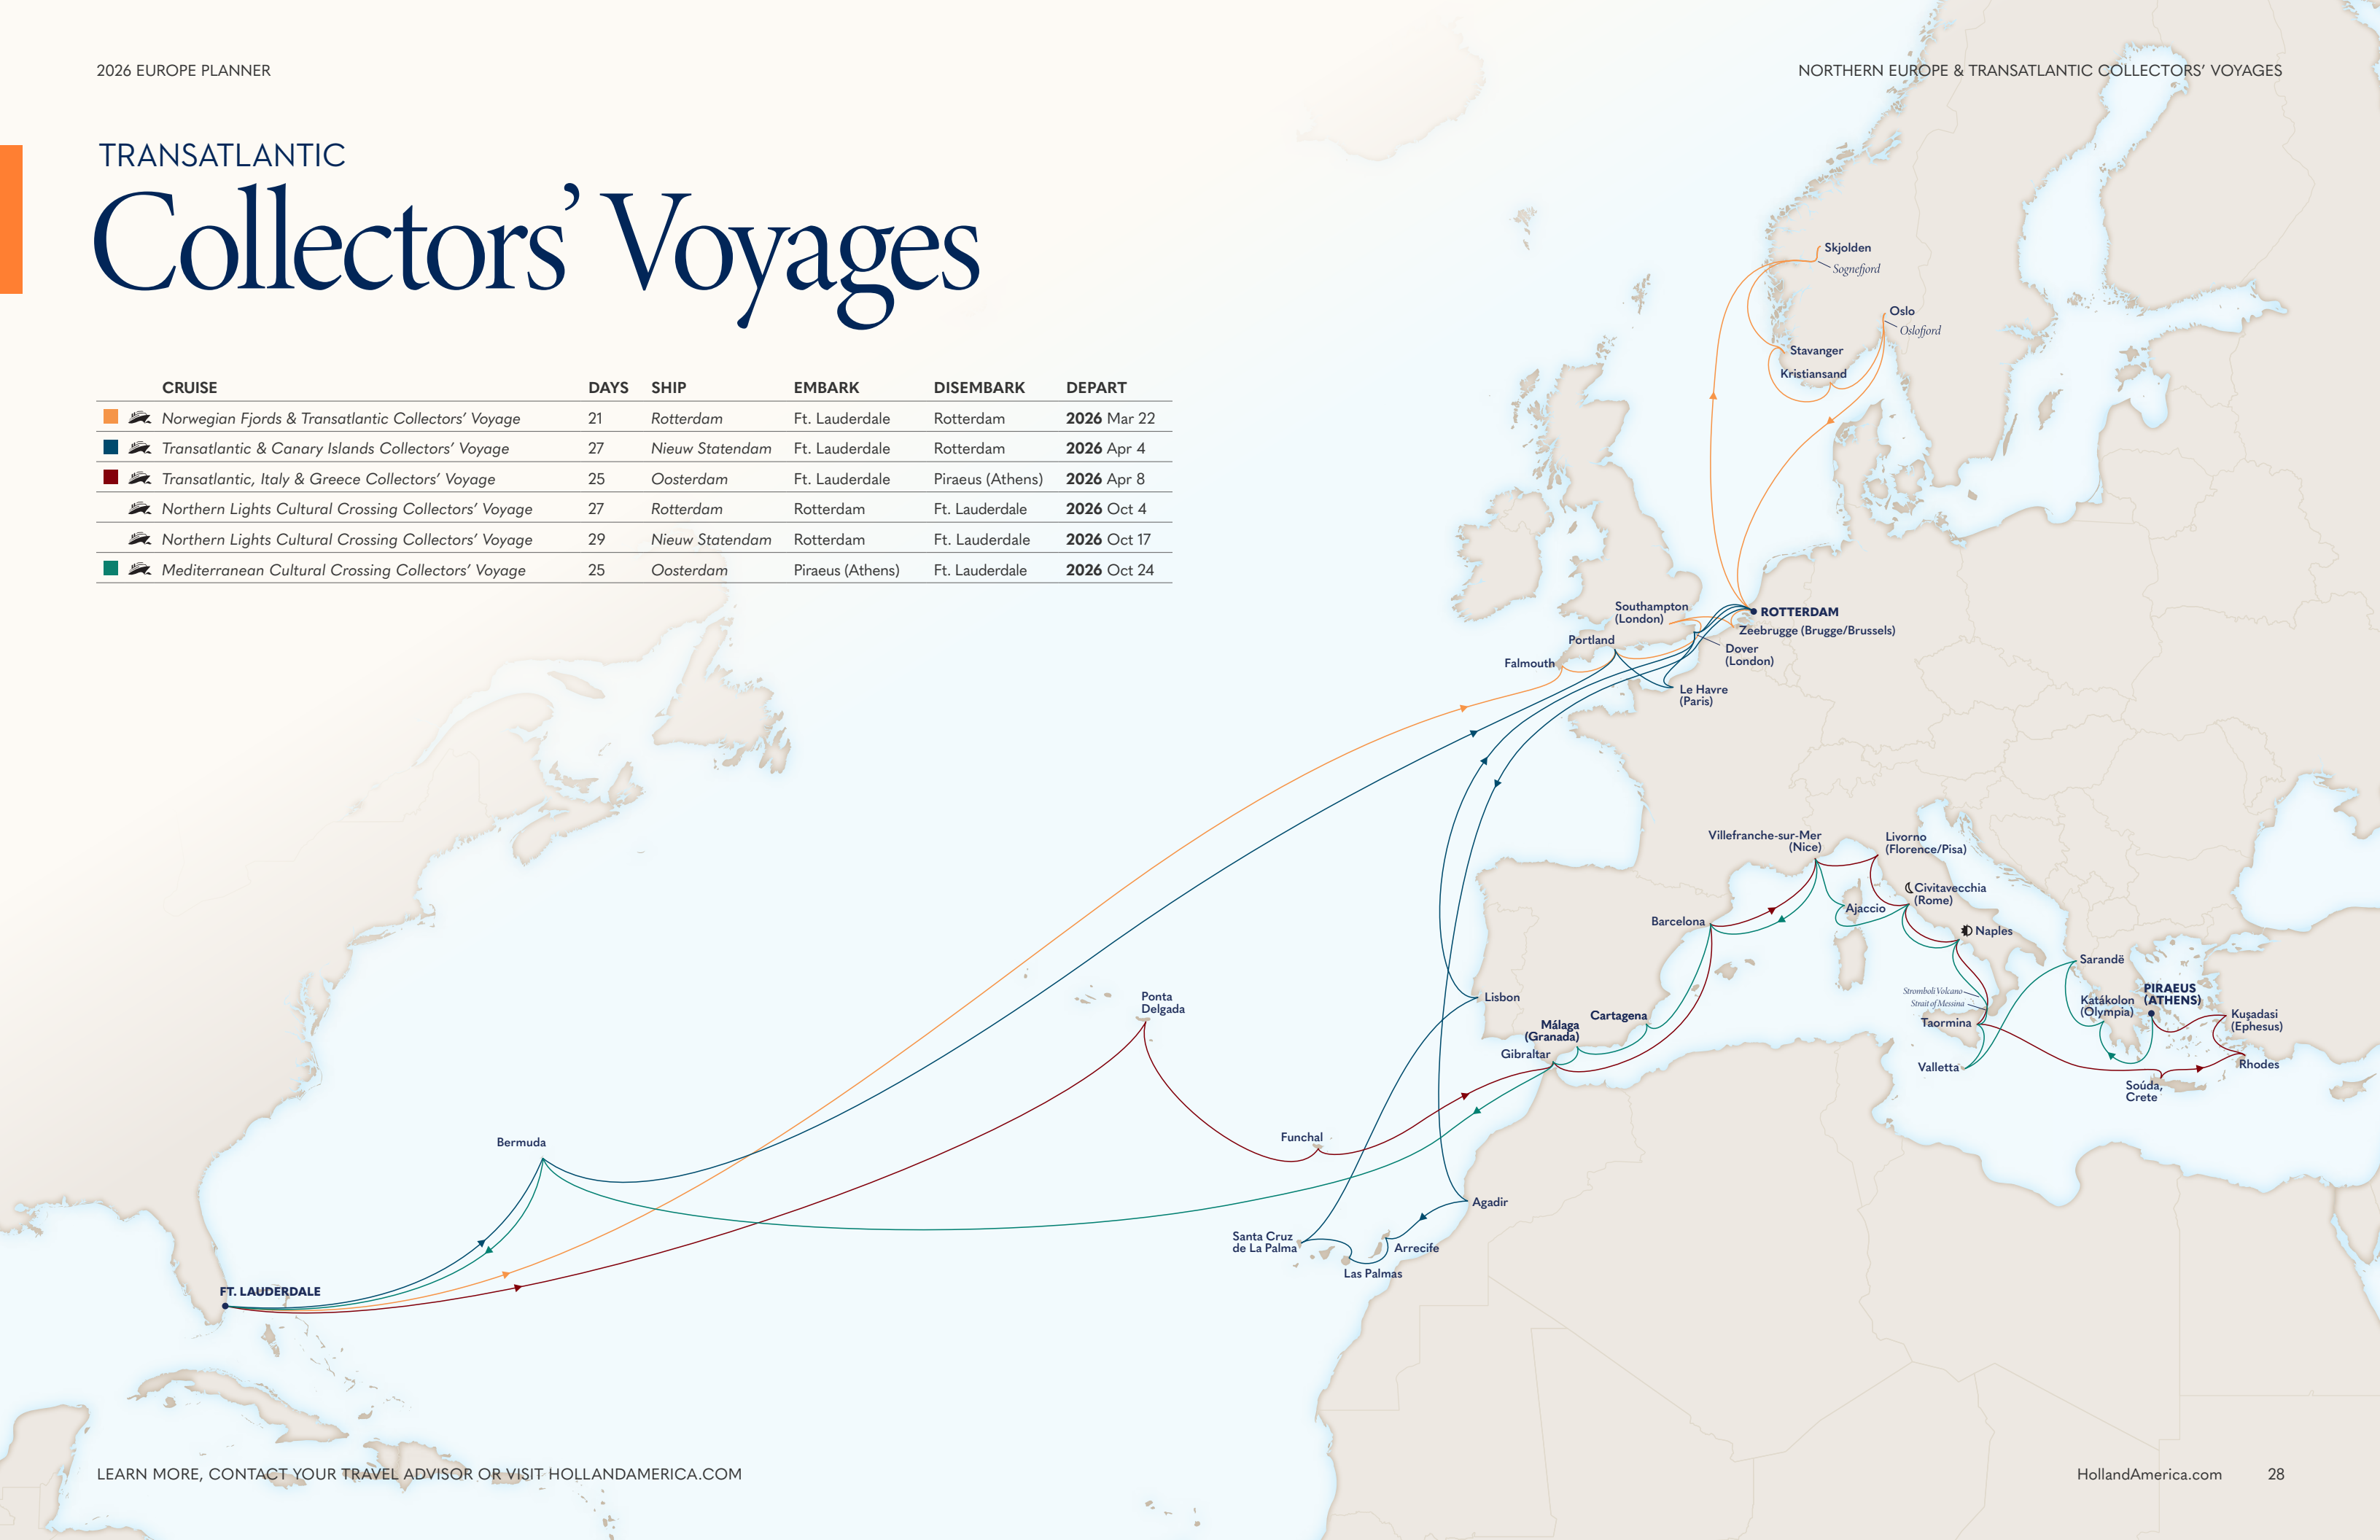 2026 EUROPE PLANNER
NORTHERN EUROPE & TRANSATLANTIC COLLECTORS' VOYAGES
TRANSATLANTIC
Collectors' Voyages
CRUISE DAYS SHIP EMBARK DISEMBARK DEPART
Norwegian Fjords & Transatlantic Collectors' Voyage 21 Rotterdam Ft. Lauderdale Rotterdam 2026 Mar 22
Transatlantic & Canary Islands Collectors' Voyage 27 Nieuw Statendam Ft. Lauderdale Rotterdam 2026 Apr 4
Transatlantic, Italy & Greece Collectors' Voyage 25 Oosterdam Ft. Lauderdale Piraeus (Athens) 2026 Apr 8
Northern Lights Cultural Crossing Collectors' Voyage 27 Rotterdam Rotterdam Ft. Lauderdale 2026 Oct 4
Northern Lights Cultural Crossing Collectors' Voyage 29 Nieuw Statendam Rotterdam Ft. Lauderdale 2026 Oct 17
Mediterranean Cultural Crossing Collectors' Voyage 25 Oosterdam Piraeus (Athens) Ft. Lauderdale 2026 Oct 24
Skjolden
Sognefjord
Oslo
Oslofjord
Stavanger
Kristiansand
Southampton
(London)
ROTTERDAM
Zeebrugge (Brugge/Brussels)
Portland
Dover
(London)
Falmouth
Le Havre
(Paris)
Villefranche-sur-Mer
(Nice)
Livorno
(Florence/Pisa)
Civitavecchia
(Rome)
Ajaccio
Barcelona
Naples
Sarandë
Stromboli Volcano
Strait of Messina
Katákolon
(Olympia)
PIRAEUS
(ATHENS)
Kuşadasi
(Ephesus)
Lisbon
Ponta
Delgada
Cartagena
Málaga
(Granada)
Gibraltar
Taormina
Valletta
Rhodes
Soúda,
Crete
Bermuda
Funchal
Agadir
Santa Cruz
de La Palma
Arrecife
Las Palmas
FT. LAUDERDALE
LEARN MORE, CONTACT YOUR TRAVEL ADVISOR OR VISIT HOLLANDAMERICA.COM
HollandAmerica.com 28